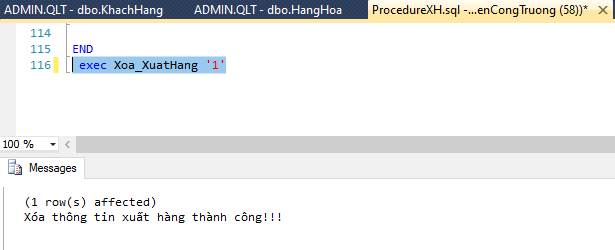 ADMIN.QLT - dbo.KhachHang ADMIN.QLT - dbo.HangHoa ProcedureXH.sql -...enCongTruong (58))*
114
115 END
116 exec Xoa_XuatHang '1'
100 %
Messages
(1 row(s) affected)
Xóa thông tin xuất hàng thành công!!!